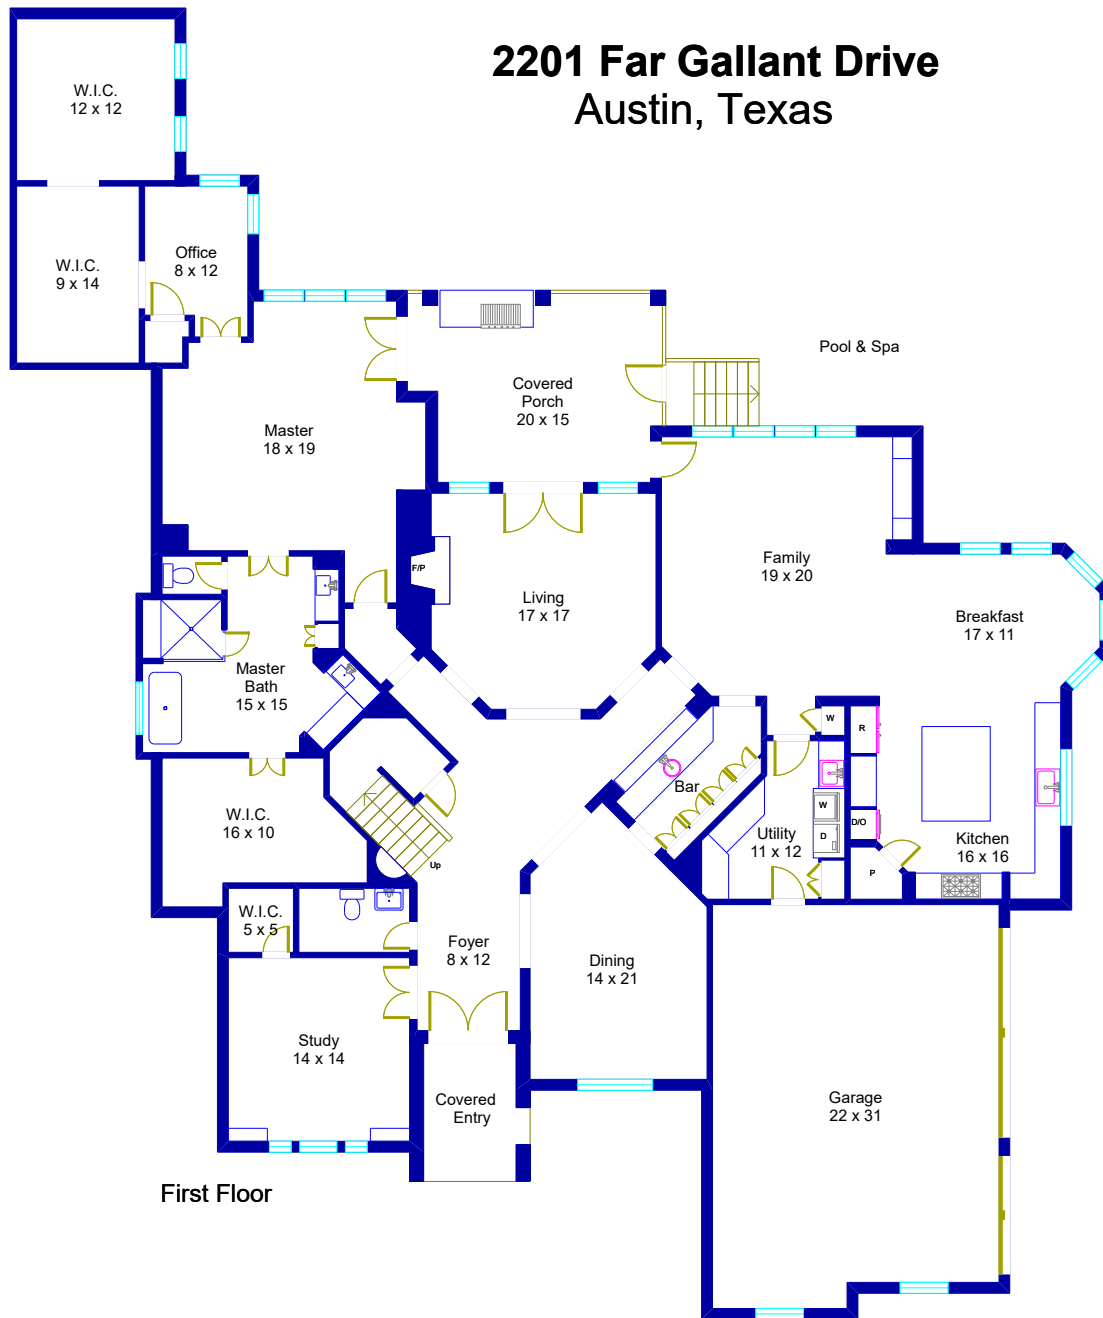 2201 Far Gallant Drive
Austin, Texas
W.I.C.
12 x 12
W.I.C.
9 x 14
Office
8 x 12
Pool & Spa
Covered
Porch
20 x 15
Master
18 x 19
Family
19 x 20
F/P
Living
17 x 17
Breakfast
17 x 11
Master
Bath
15 x 15
W
R
Bar
W
D
D/O
Utility
11 x 12
Kitchen
16 x 16
P
W.I.C.
16 x 10
Up
W.I.C.
5 x 5
Foyer
8 x 12
Dining
14 x 21
Study
14 x 14
Covered
Entry
Garage
22 x 31
First Floor